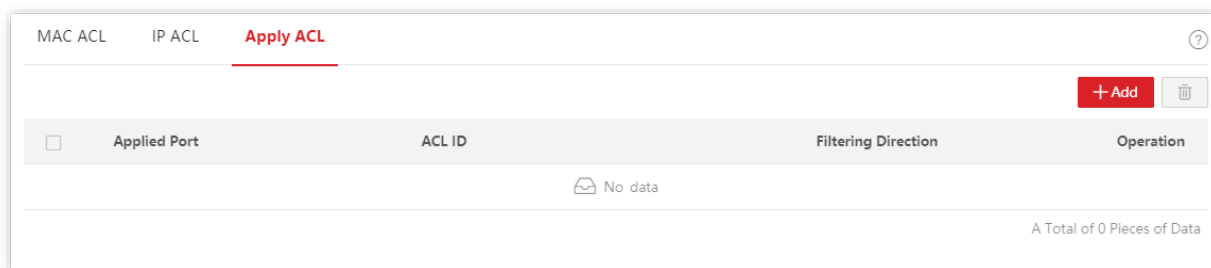 MAC ACL IP ACL Apply ACL ?
+ Add
Applied Port ACL ID Filtering Direction Operation
No data
A Total of 0 Pieces of Data